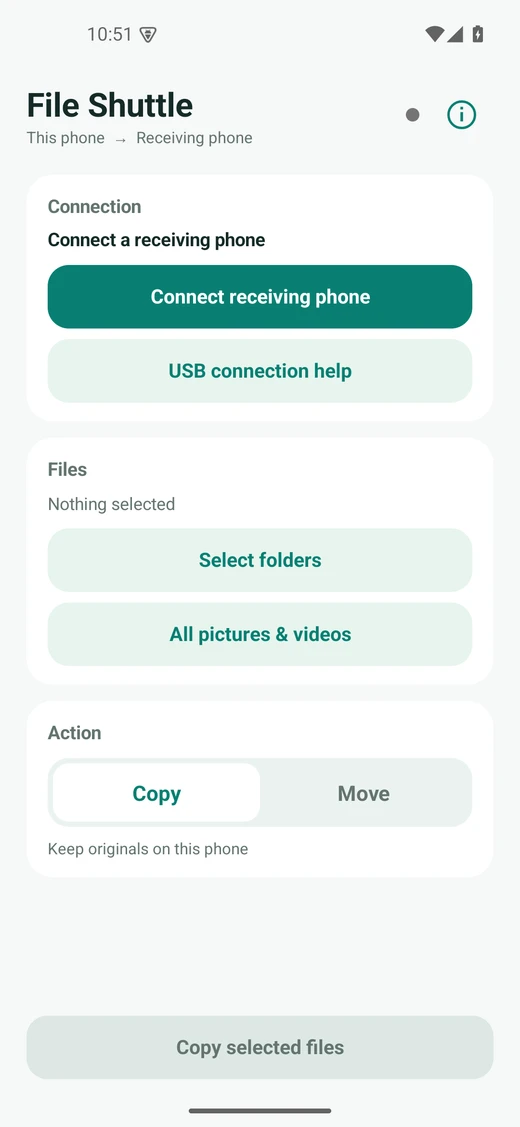 10:51
File Shuttle
This phone → Receiving phone
Connection
Connect a receiving phone
Connect receiving phone
USB connection help
Files
Nothing selected
Select folders
All pictures & videos
Action
Copy Move
Keep originals on this phone
Copy selected files